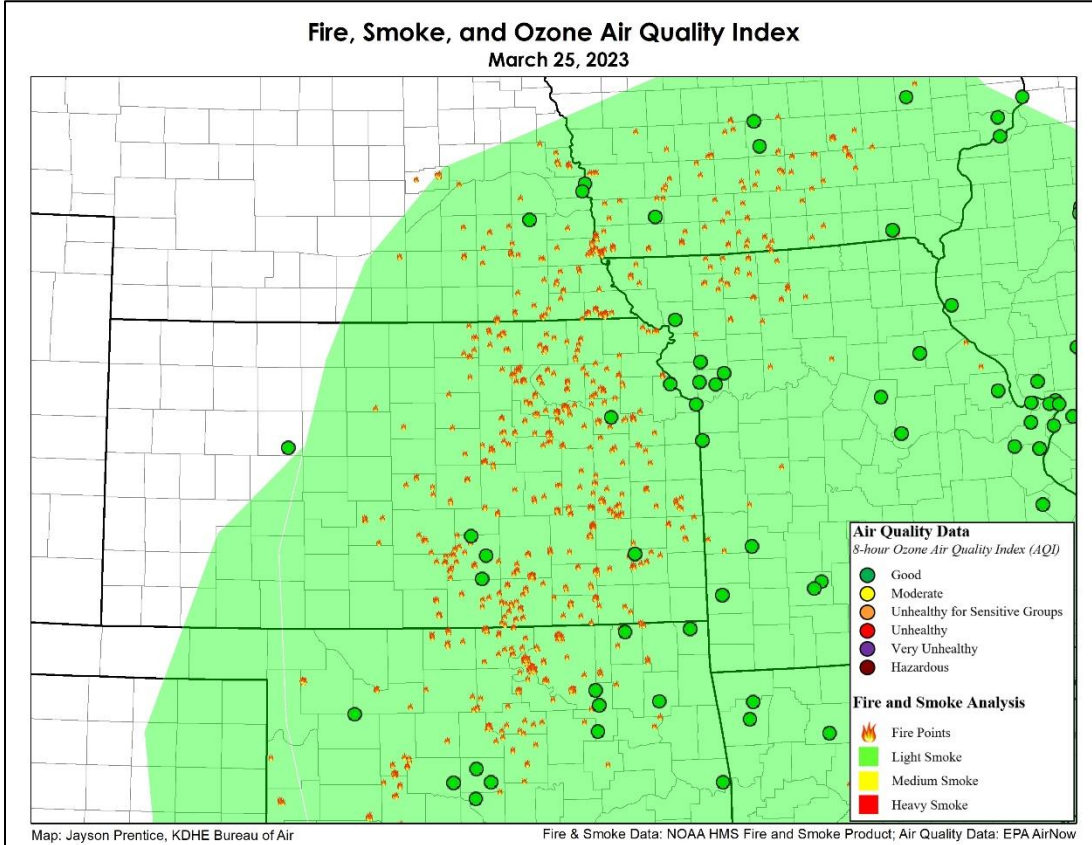 Fire, Smoke, and Ozone Air Quality Index
March 25, 2023
Air Quality Data
8-hour Ozone Air Quality Index (AQI)
Good
Moderate
Unhealthy for Sensitive Groups
Unhealthy
Very Unhealthy
Hazardous
Fire and Smoke Analysis
Fire Points
Light Smoke
Medium Smoke
Heavy Smoke
Map: Jayson Prentice, KDHE Bureau of Air
Fire & Smoke Data: NOAA HMS Fire and Smoke Product; Air Quality Data: EPA AirNow